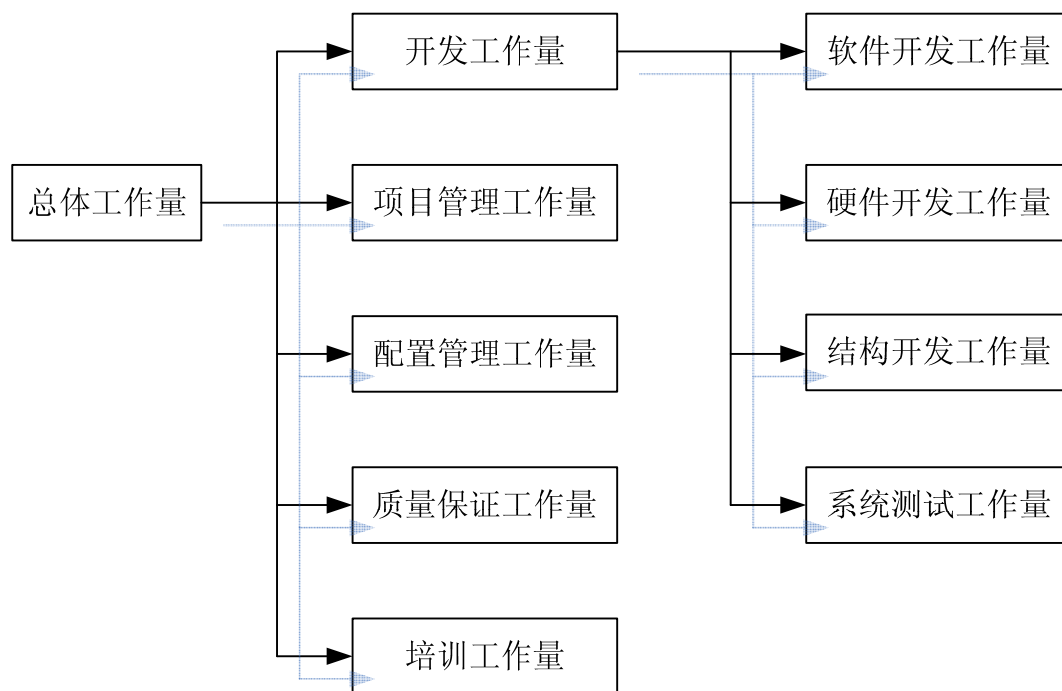 开发工作量
软件开发工作量
总体工作量
项目管理工作量
硬件开发工作量
配置管理工作量
结构开发工作量
质量保证工作量
系统测试工作量
培训工作量